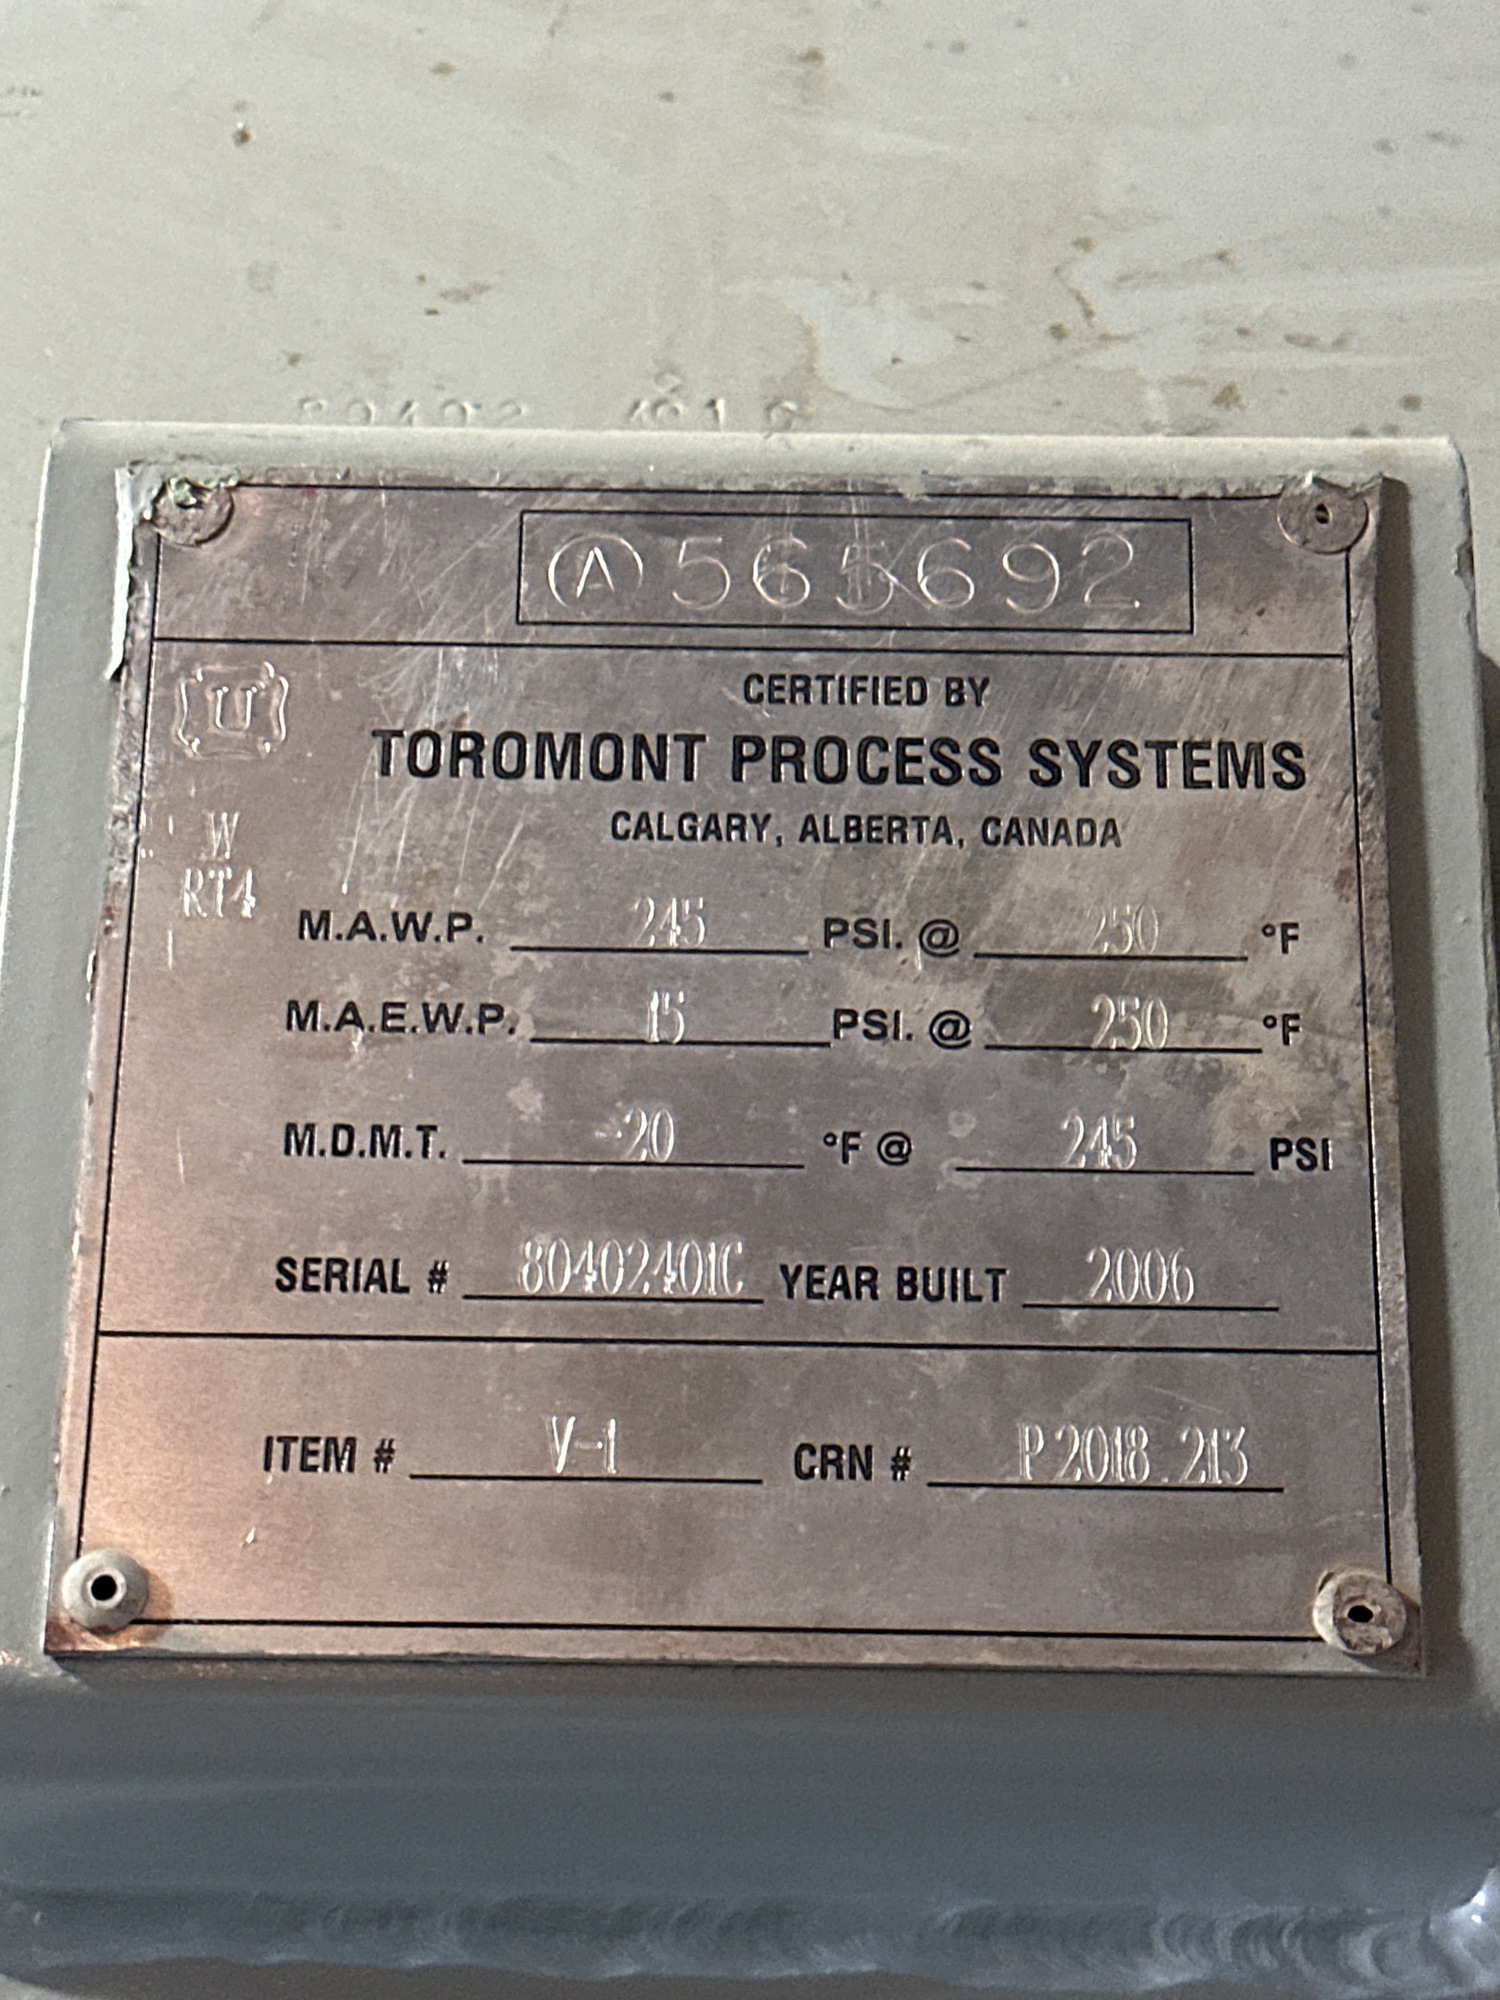 Ⓐ 565692
U
CERTIFIED BY
TOROMONT PROCESS SYSTEMS
CALGARY, ALBERTA, CANADA
W
RT4
M.A.W.P. 245 PSI. @ 250 °F
M.A.E.W.P. 15 PSI. @ 250 °F
M.D.M.T. -20 °F @ 245 PSI
SERIAL # 80402401C YEAR BUILT 2006
ITEM # V-1 CRN # P2018.213